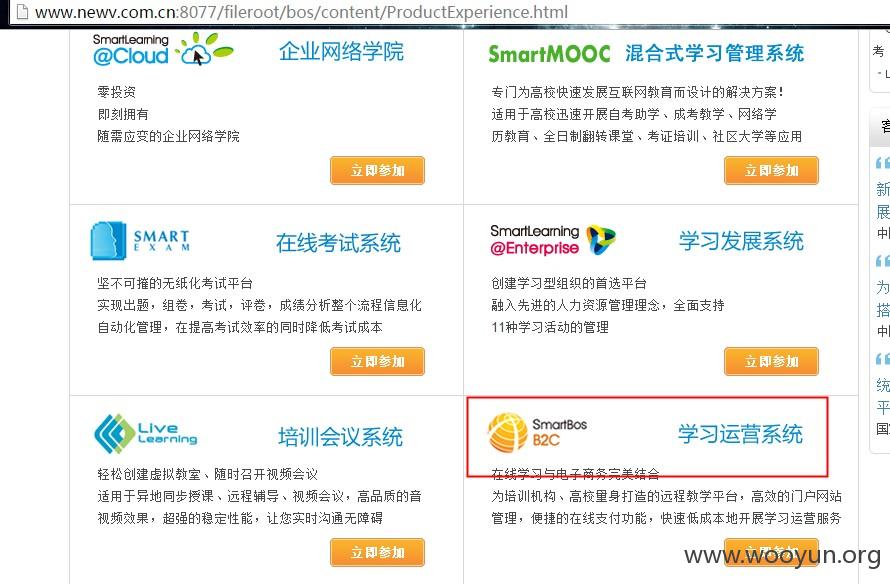 www.newv.com.cn:8077/fileroot/bos/content/ProductExperience.html
SmartLearning
@Cloud
企业网络学院
零投资
即刻拥有
随需应变的企业网络学院
立即参加
SmartMOOC 混合式学习管理系统
专门为高校快速发展互联网教育而设计的解决方案！
适用于高校迅速开展自考助学、成考教学、网络学
历教育、全日制翻转课堂、考证培训、社区大学等应用
立即参加
SMART
EXAM
在线考试系统
坚不可摧的无纸化考试平台
实现出题，组卷，考试，评卷，成绩分析整个流程信息化
自动化管理，在提高考试效率的同时降低考试成本
立即参加
SmartLearning
@Enterprise
学习发展系统
创建学习型组织的首选平台
融入先进的人力资源管理理念，全面支持
11种学习活动的管理
立即参加
Live
Learning
培训会议系统
轻松创建虚拟教室、随时召开视频会议
适用于异地同步授课、远程辅导、视频会议，高品质的音
视频效果，超强的稳定性能，让您实时沟通无障碍
立即参加
SmartBos
B2C
学习运营系统
在线学习与电子商务完美结合
为培训机构、高校量身打造的远程教学平台，高效的门户网站
管理，便捷的在线支付功能，快速低成本地开展学习运营服务
立即参加
考
- L
客
新
展
中
为
搭
中
统
平
国
www.wooyun.org